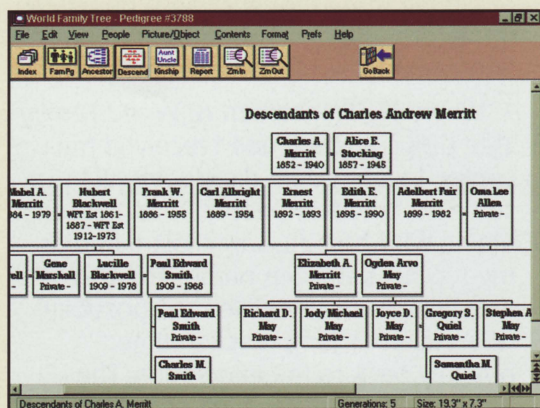 World Family Tree - Pedigree #3788
File Edit View People Picture/Object Contents Format Prefs Help
Index FamPg Ancestor Descend Aunt Uncle Kinship Report ZmIn ZmOut GoBack
Descendants of Charles Andrew Merritt
Charles A. Merritt 1852 - 1940
Alice E. Stocking 1857 - 1945
Mabel A. Merritt 84 - 1979
Hubert Blackwell WFT Est 1861-1887 - WFT Est 1912-1973
Frank W. Merritt 1886 - 1955
Carl Albright Merritt 1889 - 1954
Ernest Merritt 1892 - 1893
Edith E. Merritt 1895 - 1990
Adelbert Fair Merritt 1899 - 1982
Oma Lee Allen Private -
ell
Gene Marshall Private -
Lucille Blackwell 1909 - 1978
Paul Edward Smith 1909 - 1968
Elizabeth A. Merritt Private -
Ogden Arvo May Private -
Paul Edward Smith Private -
Richard D. May Private -
Jody Michael May Private -
Joyce D. May Private -
Gregory S. Quiel Private -
Stephen A May Private -
Charles M. Smith
Samantha M. Quiel
Descendants of Charles A. Merritt Generations: 5 Size: 19.3" x 7.3"